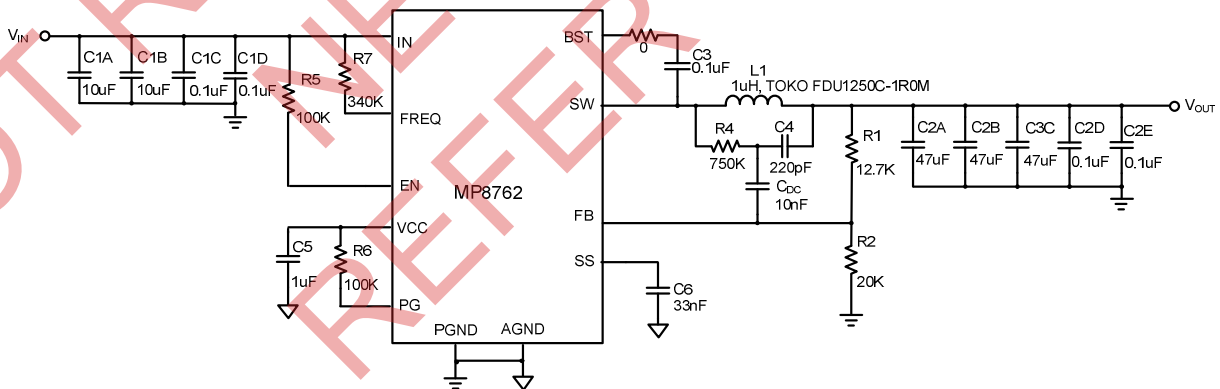 VIN
C1A
10uF
C1B
10uF
C1C
0.1uF
C1D
0.1uF
R5
100K
R7
340K
IN
FREQ
EN
VCC
PG
PGND
AGND
MP8762
BST
SW
FB
SS
0
C3
0.1uF
L1
1uH, TOKO FDU1250C-1R0M
R4
750K
C4
220pF
CDC
10nF
R1
12.7K
R2
20K
C2A
47uF
C2B
47uF
C3C
47uF
C2D
0.1uF
C2E
0.1uF
VOUT
C5
1uF
R6
100K
C6
33nF
OT R
NE
REFER